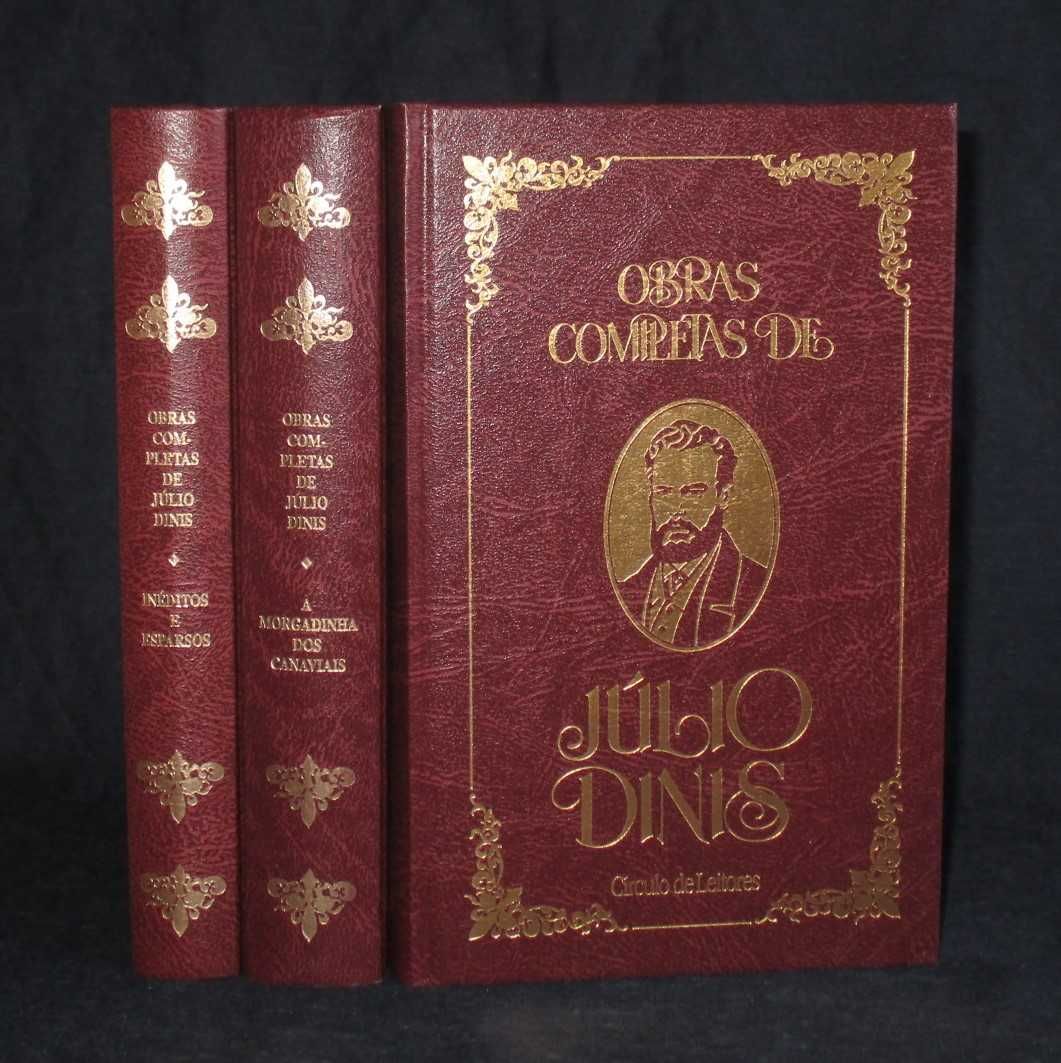 OBRAS
COM-
PLETAS
DE
JÚLIO
DINIS
INÉDITOS
E
ESPARSOS
OBRAS
COM-
PLETAS
DE
JÚLIO
DINIS
A
MORGADINHA
DOS
CANAVIAIS
OBRAS
COMPLETAS DE
JÚLIO
DINIS
Círculo de Leitores